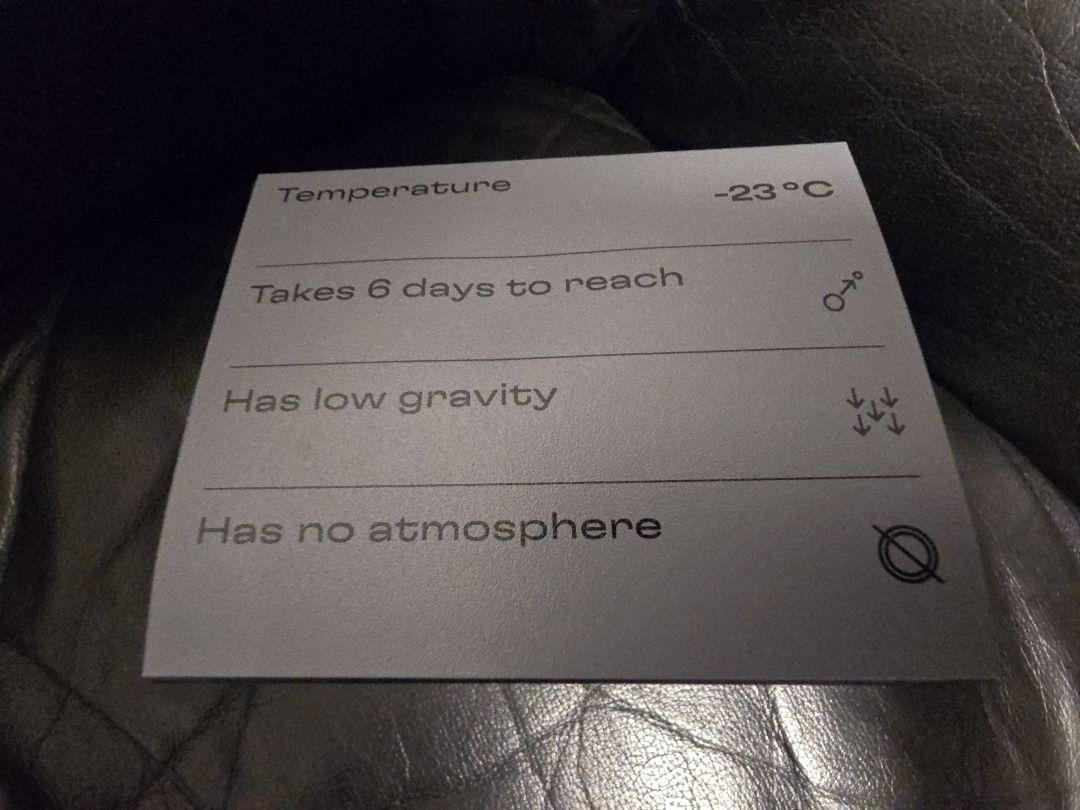 Temperature -23°C
Takes 6 days to reach
Has low gravity
Has no atmosphere